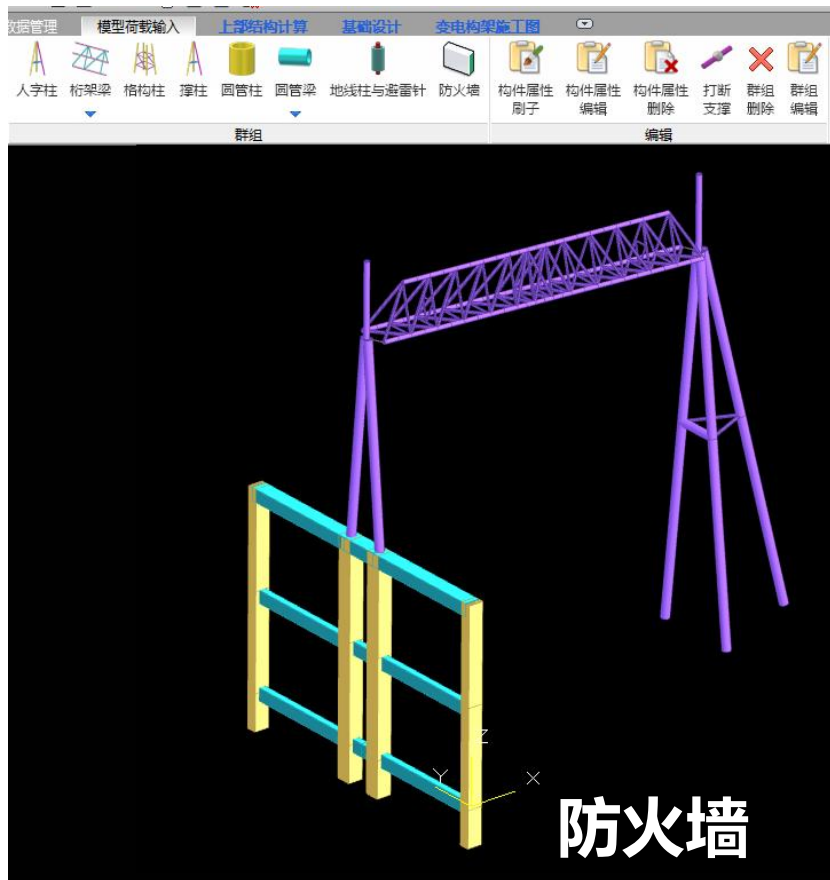 数据管理 模型荷载输入 上部结构计算 基础设计 变电构架施工图
人字柱 桁架梁 格构柱 撑柱 圆管柱 圆管梁 地线柱与避雷针 防火墙 构件属性刷子 构件属性编辑 构件属性删除 打断支撑 群组删除 群组编辑
群组 编辑
Z
Y X
防火墙